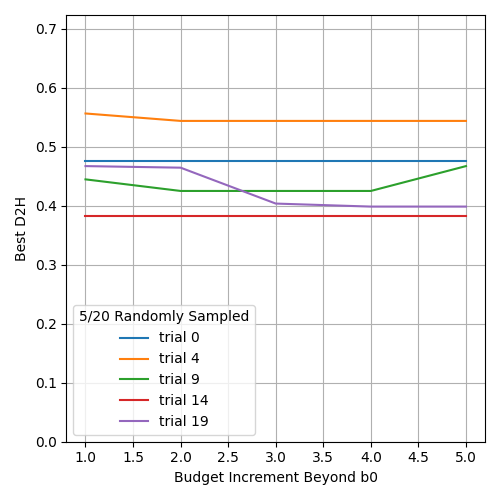 0.7
0.6
0.5
0.4
0.3
0.2
0.1
0.0
Best D2H
5/20 Randomly Sampled
trial 0
trial 4
trial 9
trial 14
trial 19
1.0 1.5 2.0 2.5 3.0 3.5 4.0 4.5 5.0
Budget Increment Beyond b0